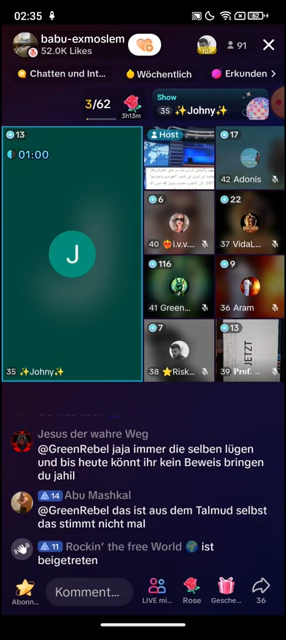 02:35
62
babu-exmoslem
52.0K Likes
91
Chatten und Int...
Wöchentlich
Erkunden
3/62
3h13m
Show
35 ✨Johny✨
13
01:00
J
35 ✨Johny✨
Host
17
42 Adonis
6
40 i.v.v....
22
37 VidaL...
116
41 Green...
9
36 Aram
7
38 ⭐Risk...
13
JETZT
39 Prof. ...
Jesus der wahre Weg
@GreenRebel jaja immer die selben lügen
und bis heute könnt ihr kein Beweis bringen
du jahil
14 Abu Mashkal
@GreenRebel das ist aus dem Talmud selbst
das stimmt nicht mal
11 Rockin' the free World 🌍 ist
beigetreten
Abonn...
Komment...
LIVE mi...
Rose
Gesche...
36